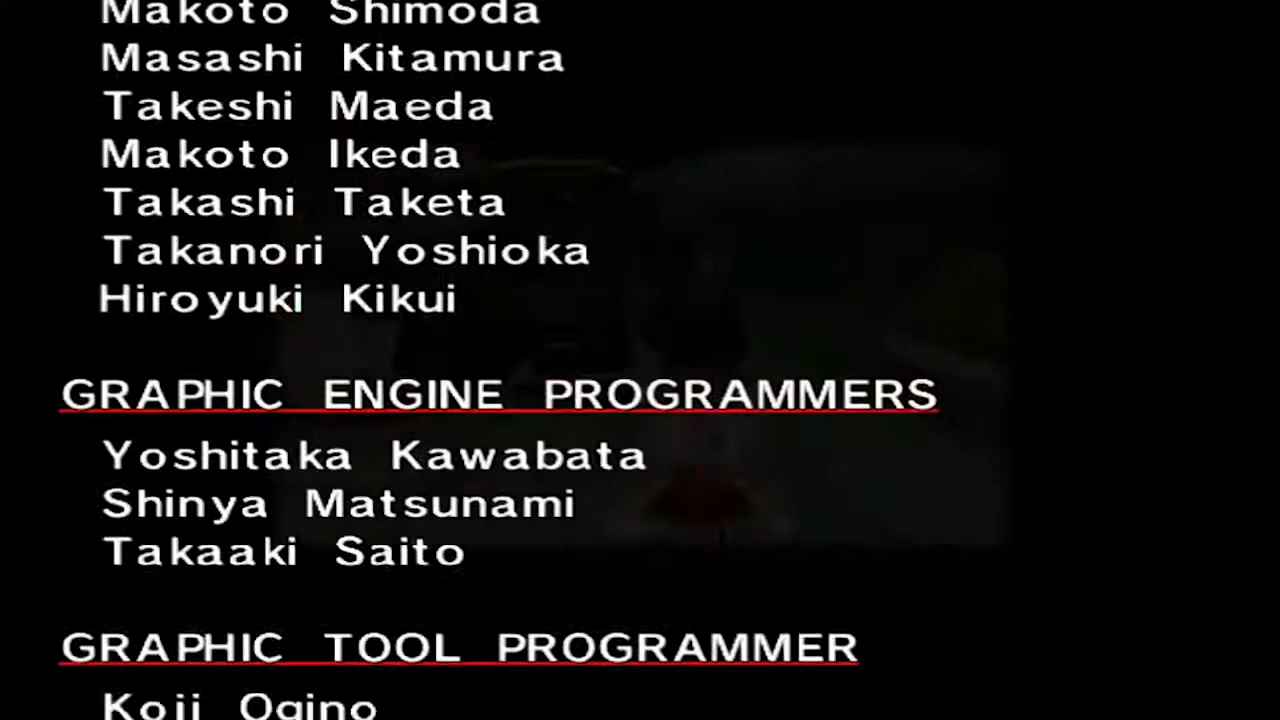 Makoto Shimoda
Masashi Kitamura
Takeshi Maeda
Makoto Ikeda
Takashi Taketa
Takanori Yoshioka
Hiroyuki Kikui
GRAPHIC ENGINE PROGRAMMERS
Yoshitaka Kawabata
Shinya Matsunami
Takaaki Saito
GRAPHIC TOOL PROGRAMMER
Koji Ogino